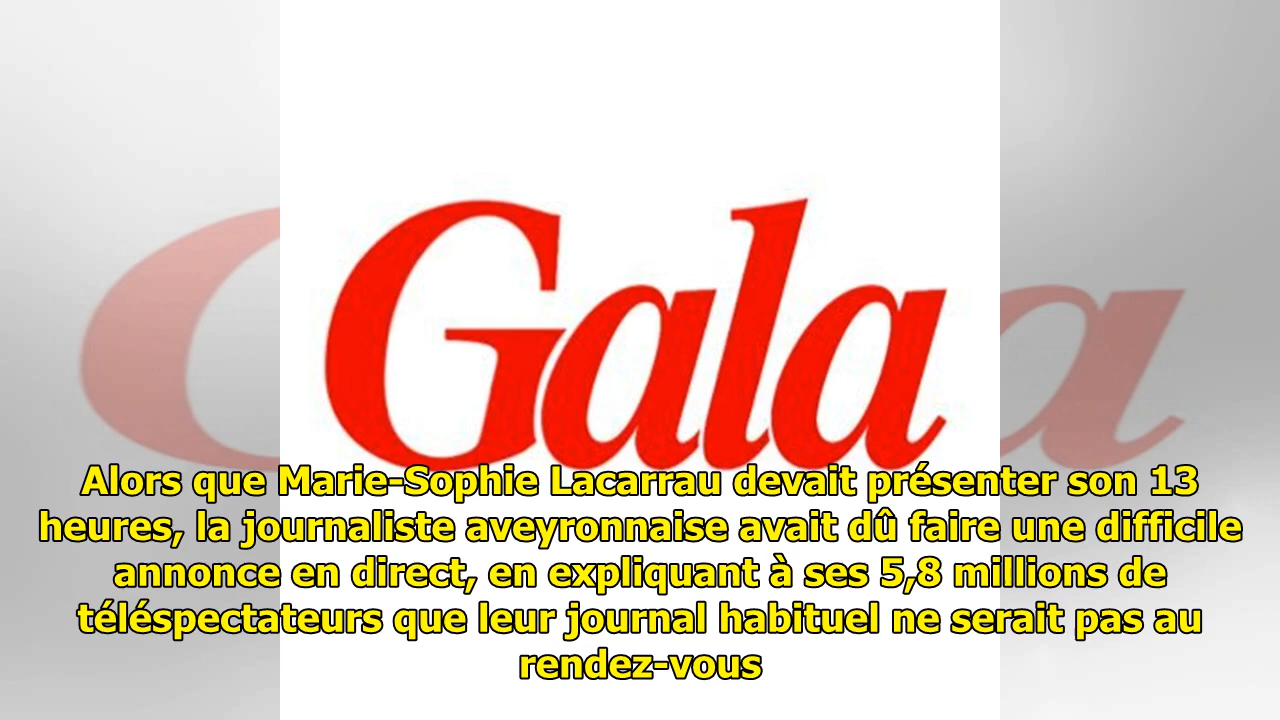 Gala
Alors que Marie-Sophie Lacarrau devait présenter son 13
heures, la journaliste aveyronnaise avait dû faire une difficile
annonce en direct, en expliquant à ses 5,8 millions de
téléspectateurs que leur journal habituel ne serait pas au
rendez-vous